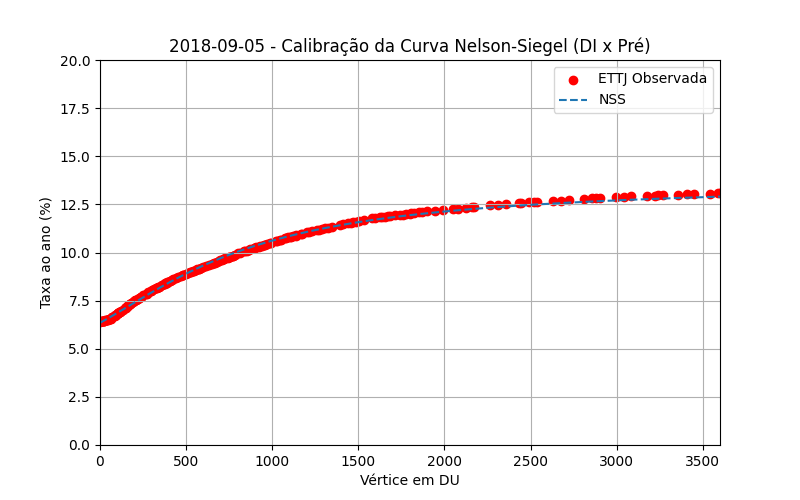 2018-09-05 - Calibração da Curva Nelson-Siegel (DI x Pré)
ETTJ Observada
NSS
20.0
17.5
15.0
12.5
10.0
7.5
5.0
2.5
0.0
Taxa ao ano (%)
0 500 1000 1500 2000 2500 3000 3500
Vértice em DU